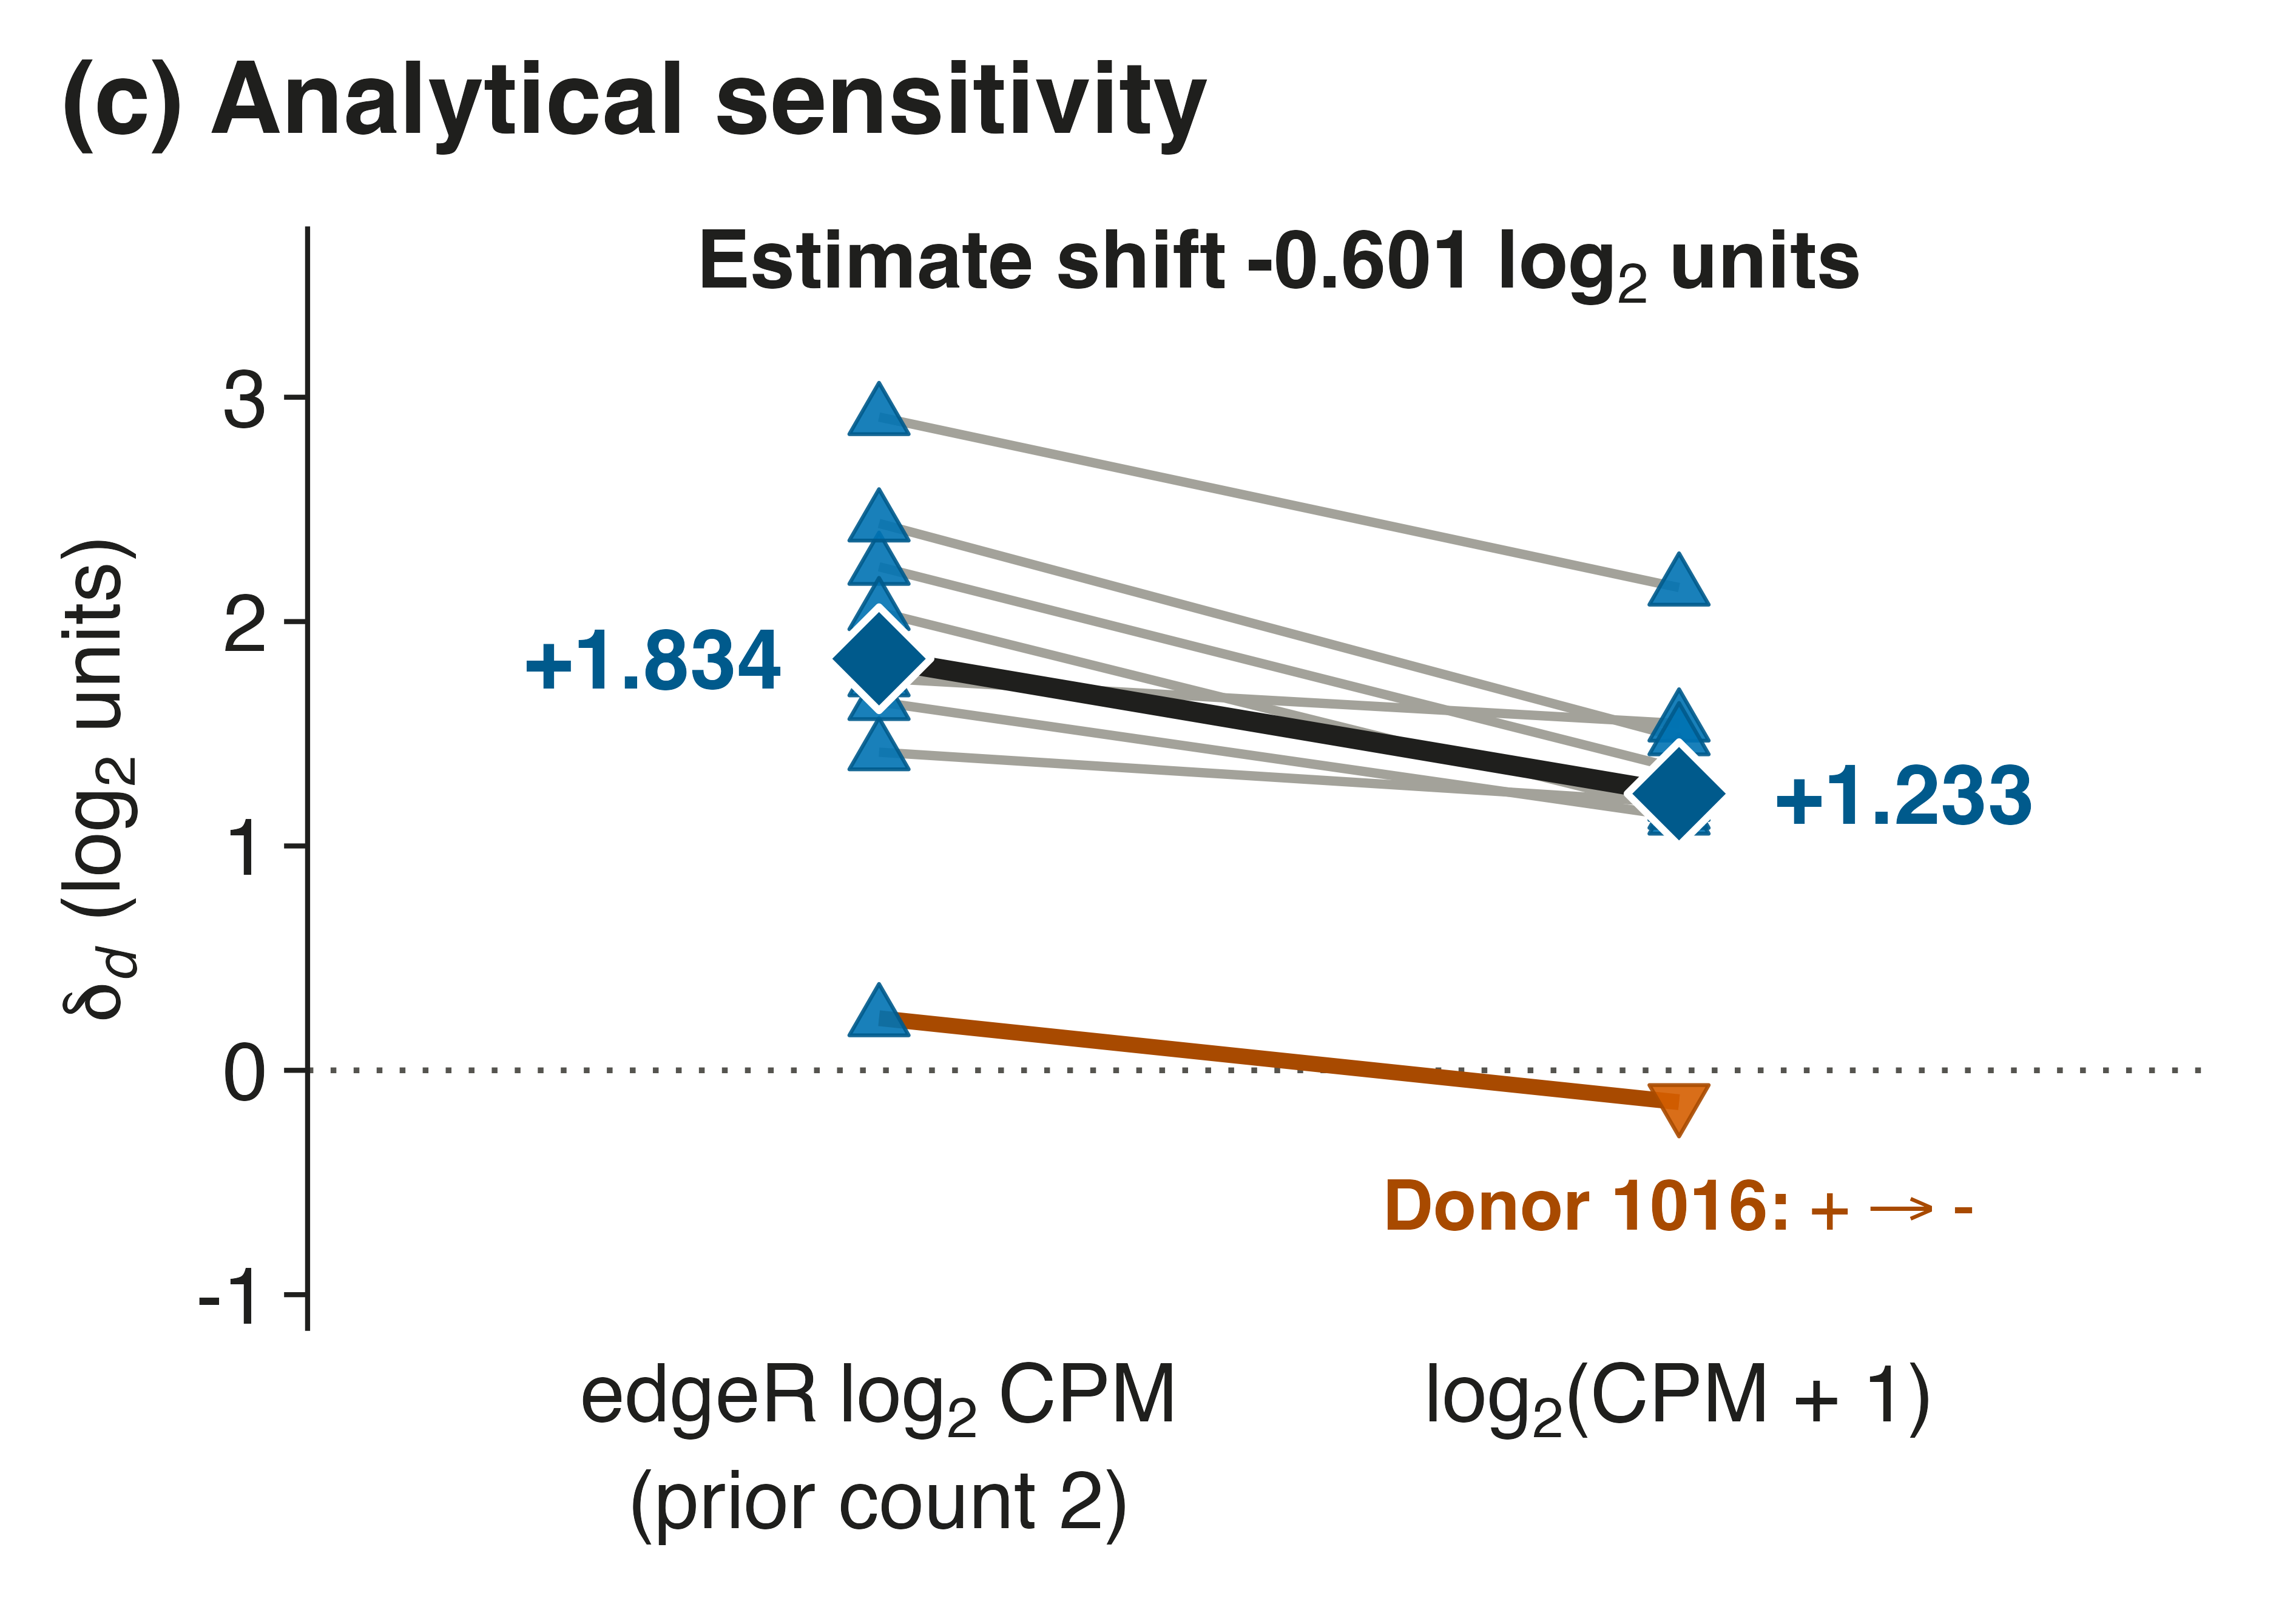 (c) Analytical sensitivity
Estimate shift -0.601 log₂ units
3
2
1
0
-1
δ_d (log₂ units)
+1.834
+1.233
Donor 1016: + → -
edgeR log₂ CPM
(prior count 2)
log₂(CPM + 1)